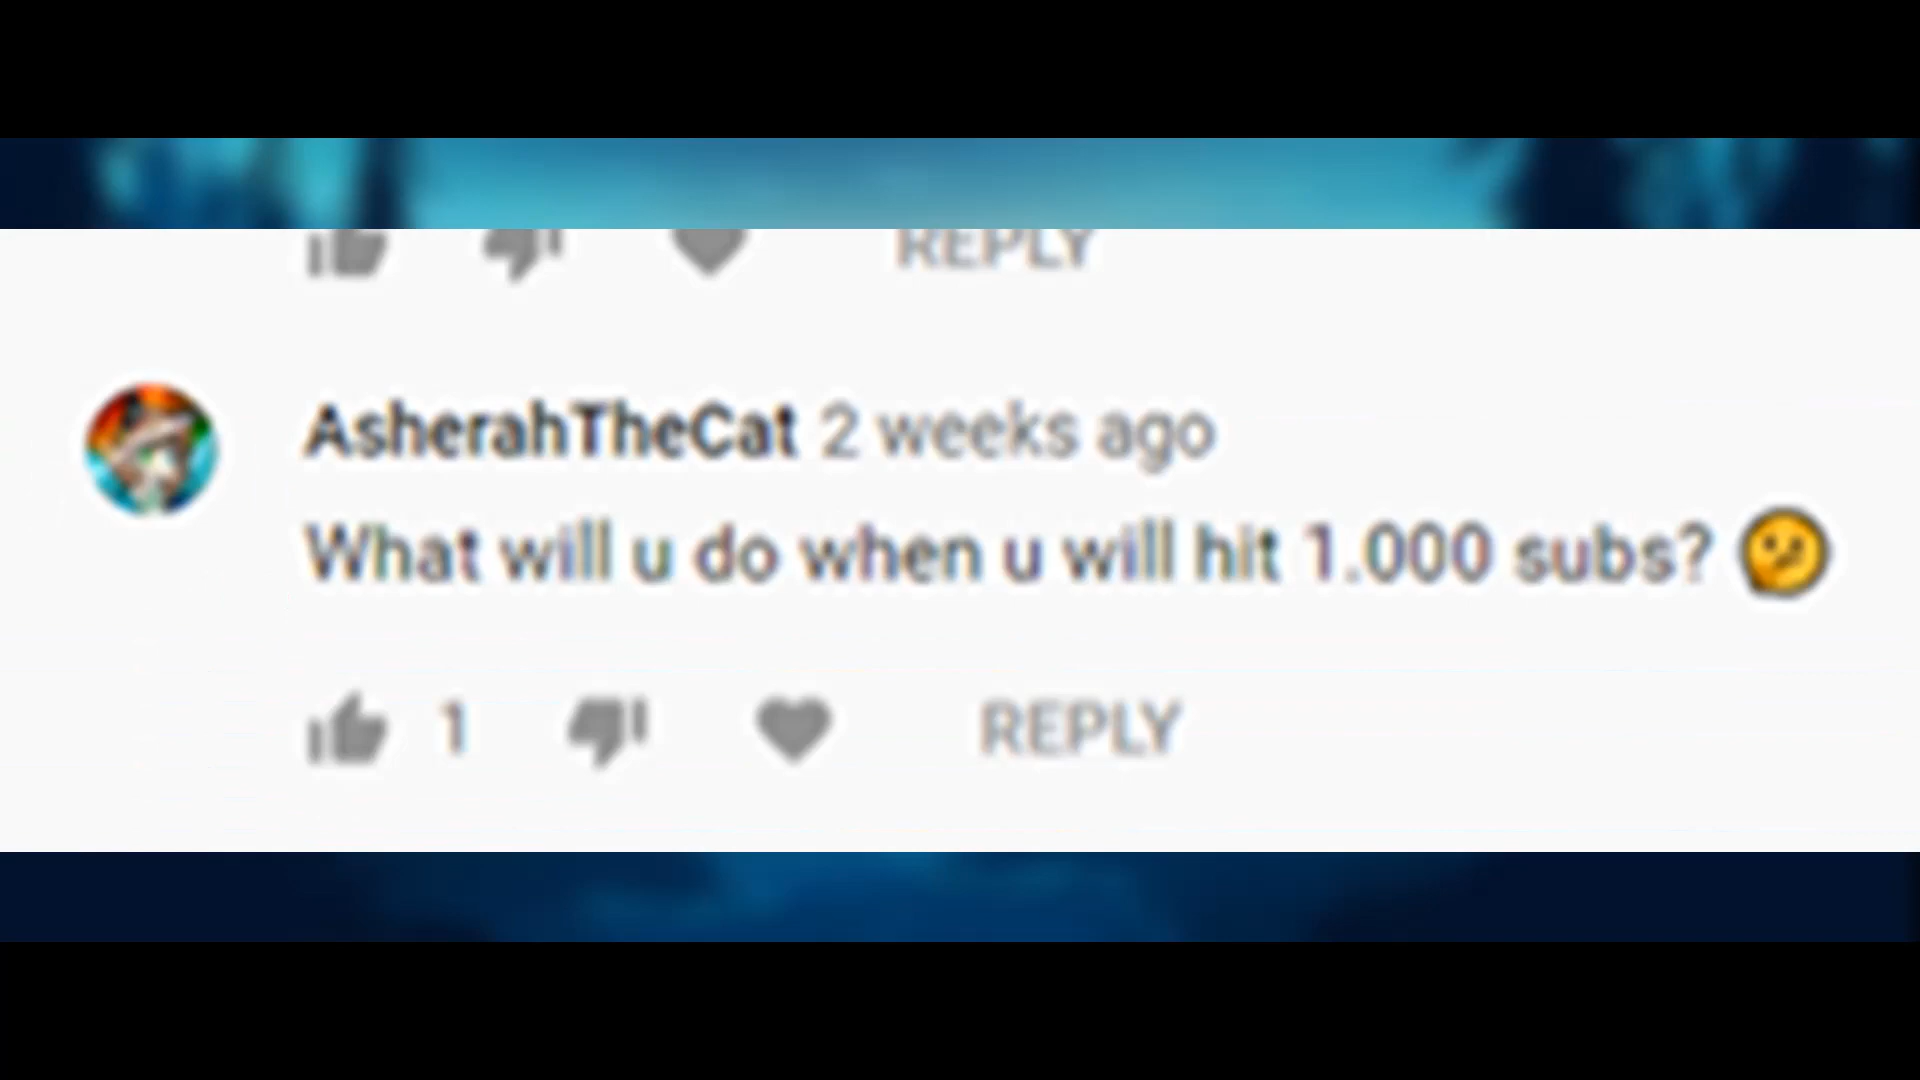 REPLY
AsherahTheCat 2 weeks ago
What will u do when u will hit 1.000 subs? 🤔
1 REPLY